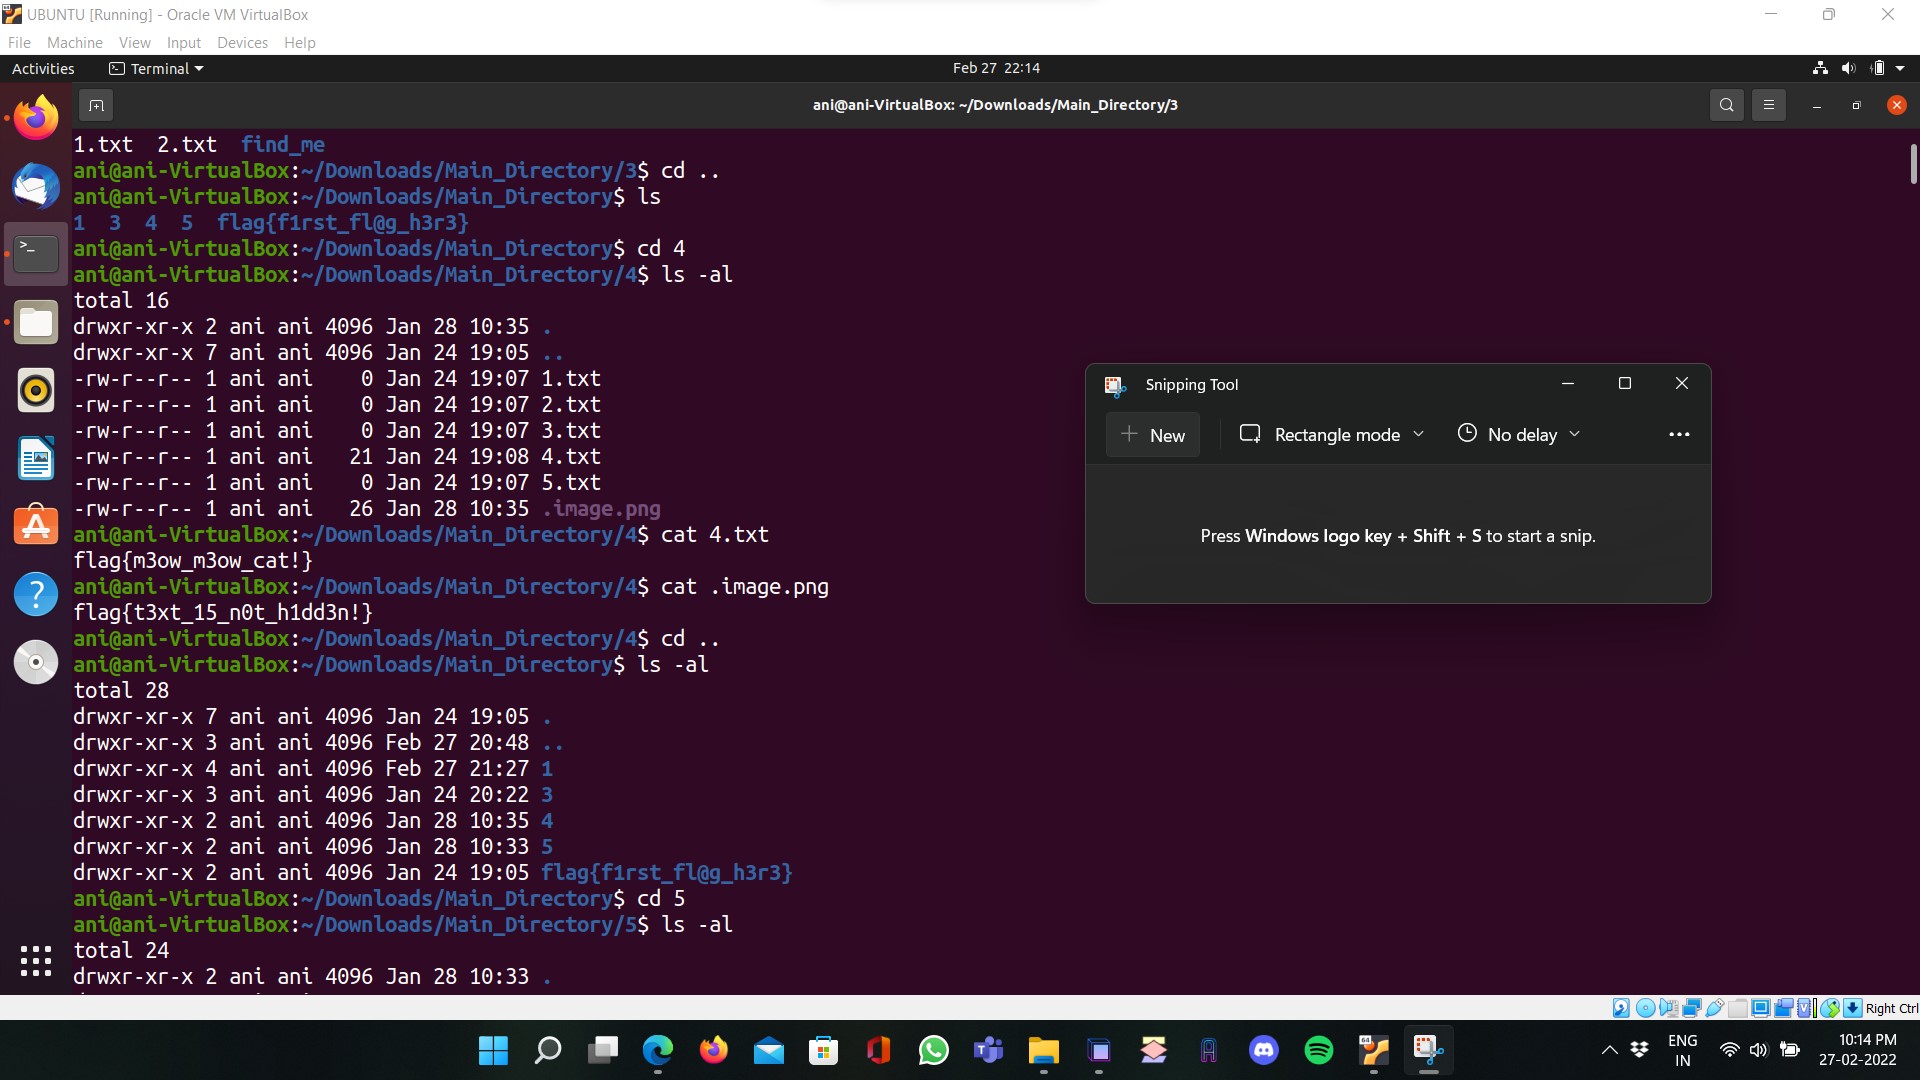 UBUNTU [Running] - Oracle VM VirtualBox
File Machine View Input Devices Help
Activities Terminal Feb 27 22:14
ani@ani-VirtualBox: ~/Downloads/Main_Directory/3
1.txt 2.txt find_me
ani@ani-VirtualBox:~/Downloads/Main_Directory/3$ cd ..
ani@ani-VirtualBox:~/Downloads/Main_Directory$ ls
1 3 4 5 flag{f1rst_fl@g_h3r3}
ani@ani-VirtualBox:~/Downloads/Main_Directory$ cd 4
ani@ani-VirtualBox:~/Downloads/Main_Directory/4$ ls -al
total 16
drwxr-xr-x 2 ani ani 4096 Jan 28 10:35 .
drwxr-xr-x 7 ani ani 4096 Jan 24 19:05 ..
-rw-r--r-- 1 ani ani 0 Jan 24 19:07 1.txt
-rw-r--r-- 1 ani ani 0 Jan 24 19:07 2.txt
-rw-r--r-- 1 ani ani 0 Jan 24 19:07 3.txt
-rw-r--r-- 1 ani ani 21 Jan 24 19:08 4.txt
-rw-r--r-- 1 ani ani 0 Jan 24 19:07 5.txt
-rw-r--r-- 1 ani ani 26 Jan 28 10:35 .image.png
ani@ani-VirtualBox:~/Downloads/Main_Directory/4$ cat 4.txt
flag{m3ow_m3ow_cat!}
ani@ani-VirtualBox:~/Downloads/Main_Directory/4$ cat .image.png
flag{t3xt_15_n0t_h1dd3n!}
ani@ani-VirtualBox:~/Downloads/Main_Directory/4$ cd ..
ani@ani-VirtualBox:~/Downloads/Main_Directory$ ls -al
total 28
drwxr-xr-x 7 ani ani 4096 Jan 24 19:05 .
drwxr-xr-x 3 ani ani 4096 Feb 27 20:48 ..
drwxr-xr-x 4 ani ani 4096 Feb 27 21:27 1
drwxr-xr-x 3 ani ani 4096 Jan 24 20:22 3
drwxr-xr-x 2 ani ani 4096 Jan 28 10:35 4
drwxr-xr-x 2 ani ani 4096 Jan 28 10:33 5
drwxr-xr-x 2 ani ani 4096 Jan 24 19:05 flag{f1rst_fl@g_h3r3}
ani@ani-VirtualBox:~/Downloads/Main_Directory$ cd 5
ani@ani-VirtualBox:~/Downloads/Main_Directory/5$ ls -al
total 24
drwxr-xr-x 2 ani ani 4096 Jan 28 10:33 .
Snipping Tool
New Rectangle mode No delay
Press Windows logo key + Shift + S to start a snip.
Right Ctrl
ENG
IN
10:14 PM
27-02-2022